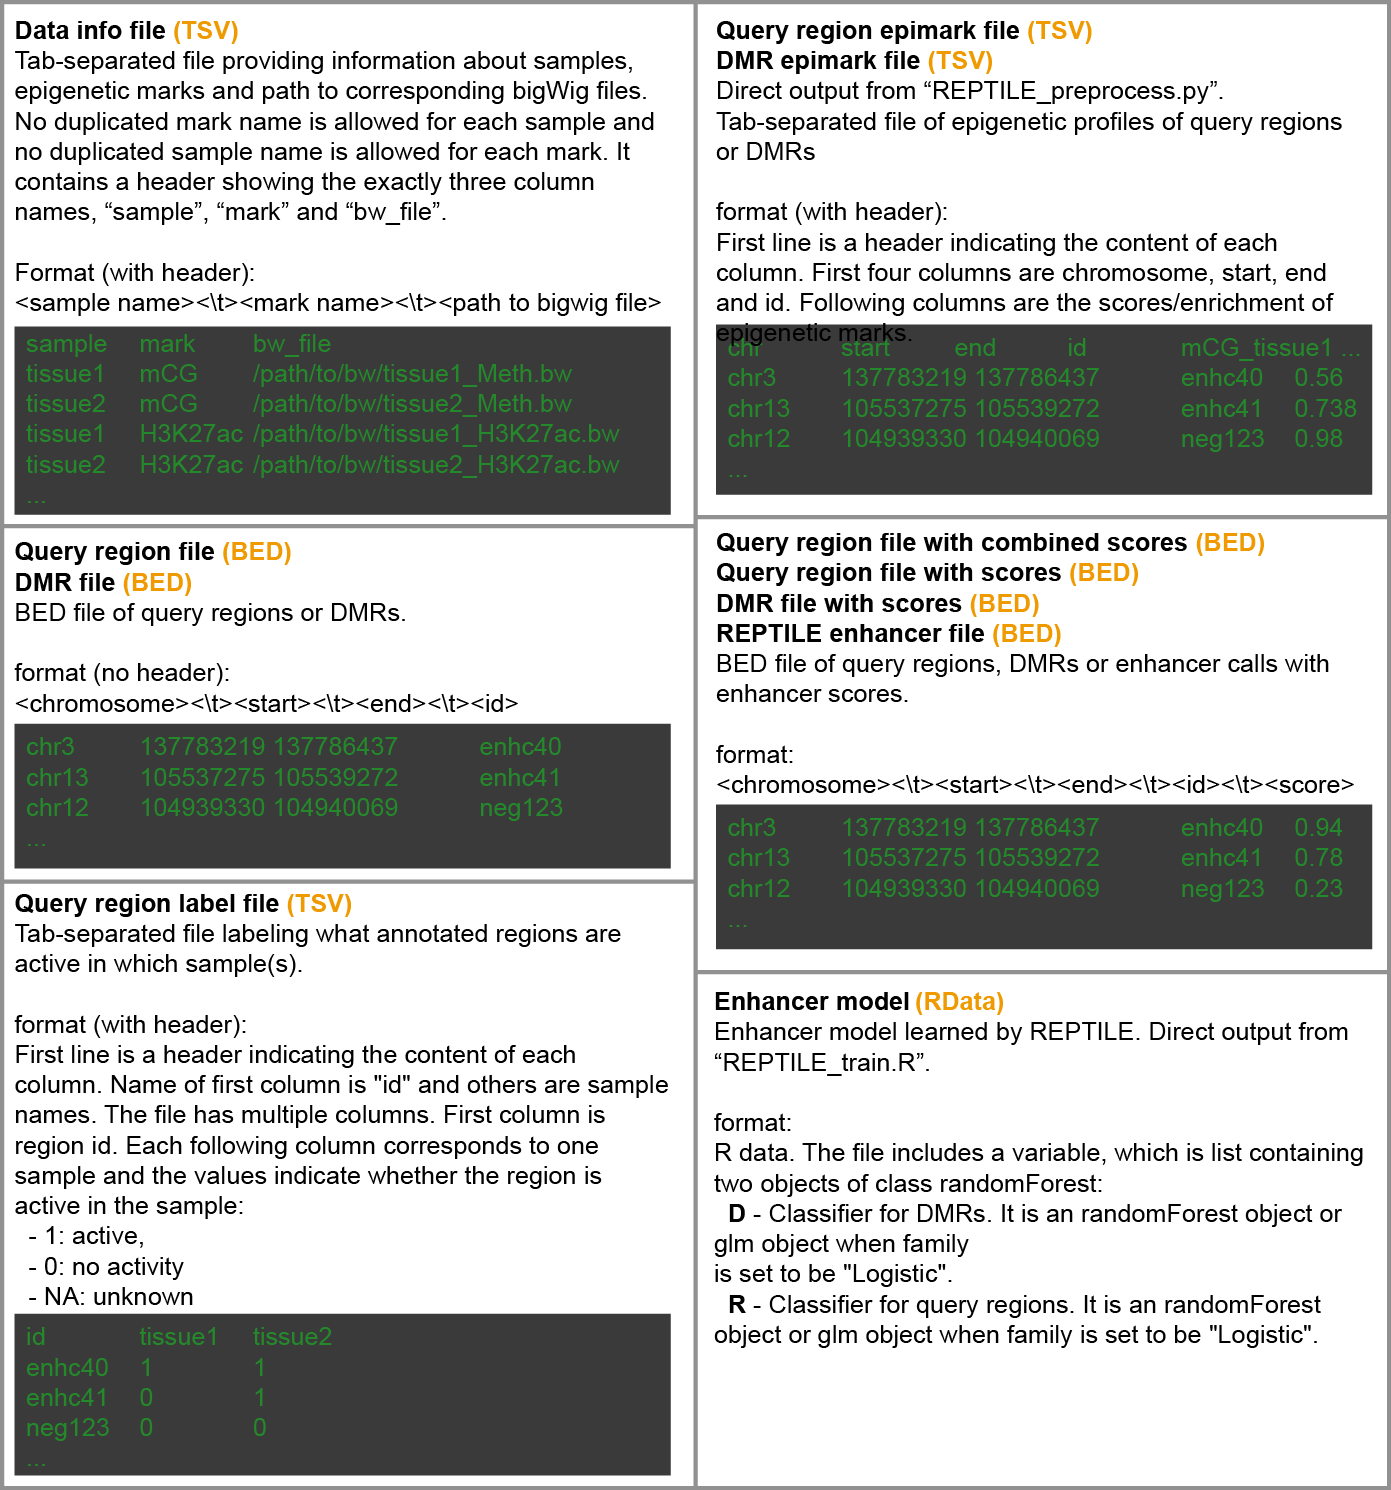 Data info file (TSV)
Tab-separated file providing information about samples,
epigenetic marks and path to corresponding bigWig files.
No duplicated mark name is allowed for each sample and
no duplicated sample name is allowed for each mark. It
contains a header showing the exactly three column
names, “sample”, “mark” and “bw_file”.
Format (with header):
<sample name><\t><mark name><\t><path to bigwig file>
sample mark bw_file
tissue1 mCG /path/to/bw/tissue1_Meth.bw
tissue2 mCG /path/to/bw/tissue2_Meth.bw
tissue1 H3K27ac /path/to/bw/tissue1_H3K27ac.bw
tissue2 H3K27ac /path/to/bw/tissue2_H3K27ac.bw
...
Query region file (BED)
DMR file (BED)
BED file of query regions or DMRs.
format (no header):
<chromosome><\t><start><\t><end><\t><id>
chr3 137783219 137786437 enhc40
chr13 105537275 105539272 enhc41
chr12 104939330 104940069 neg123
...
Query region label file (TSV)
Tab-separated file labeling what annotated regions are
active in which sample(s).
format (with header):
First line is a header indicating the content of each
column. Name of first column is "id" and others are sample
names. The file has multiple columns. First column is
region id. Each following column corresponds to one
sample and the values indicate whether the region is
active in the sample:
- 1: active,
- 0: no activity
- NA: unknown
id tissue1 tissue2
enhc40 1 1
enhc41 0 1
neg123 0 0
...
Query region epimark file (TSV)
DMR epimark file (TSV)
Direct output from “REPTILE_preprocess.py”.
Tab-separated file of epigenetic profiles of query regions
or DMRs
format (with header):
First line is a header indicating the content of each
column. First four columns are chromosome, start, end
and id. Following columns are the scores/enrichment of
epigenetic marks.
chr start end id mCG_tissue1 ...
chr3 137783219 137786437 enhc40 0.56
chr13 105537275 105539272 enhc41 0.738
chr12 104939330 104940069 neg123 0.98
...
Query region file with combined scores (BED)
Query region file with scores (BED)
DMR file with scores (BED)
REPTILE enhancer file (BED)
BED file of query regions, DMRs or enhancer calls with
enhancer scores.
format:
<chromosome><\t><start><\t><end><\t><id><\t><score>
chr3 137783219 137786437 enhc40 0.94
chr13 105537275 105539272 enhc41 0.78
chr12 104939330 104940069 neg123 0.23
...
Enhancer model (RData)
Enhancer model learned by REPTILE. Direct output from
“REPTILE_train.R”.
format:
R data. The file includes a variable, which is list containing
two objects of class randomForest:
D - Classifier for DMRs. It is an randomForest object or
glm object when family
is set to be "Logistic".
R - Classifier for query regions. It is an randomForest
object or glm object when family is set to be "Logistic".